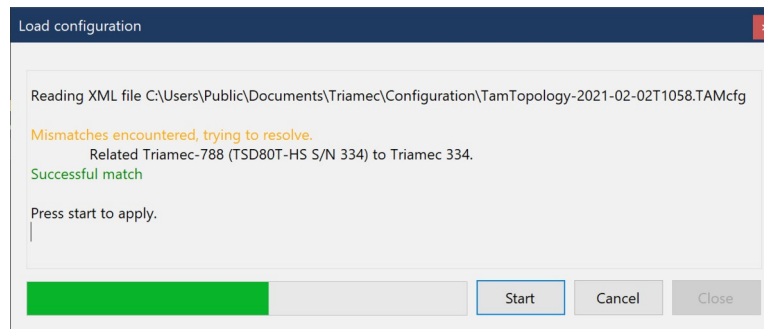 Load configuration
Reading XML file C:\Users\Public\Documents\Triamec\Configuration\TamTopology-2021-02-02T1058.TAMcfg
Mismatches encountered, trying to resolve.
Related Triamec-788 (TSD80T-HS S/N 334) to Triamec 334.
Successful match
Press start to apply.
Start Cancel Close